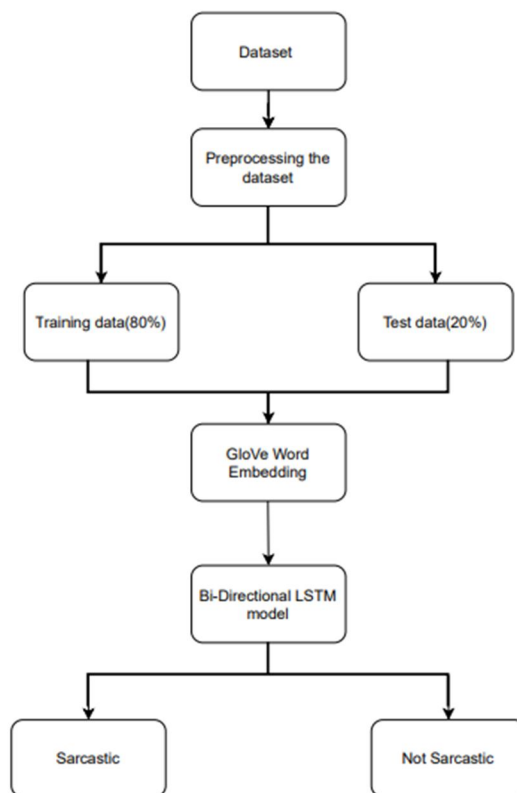 Dataset
Preprocessing the
dataset
Training data(80%)
Test data(20%)
GloVe Word
Embedding
Bi-Directional LSTM
model
Sarcastic
Not Sarcastic